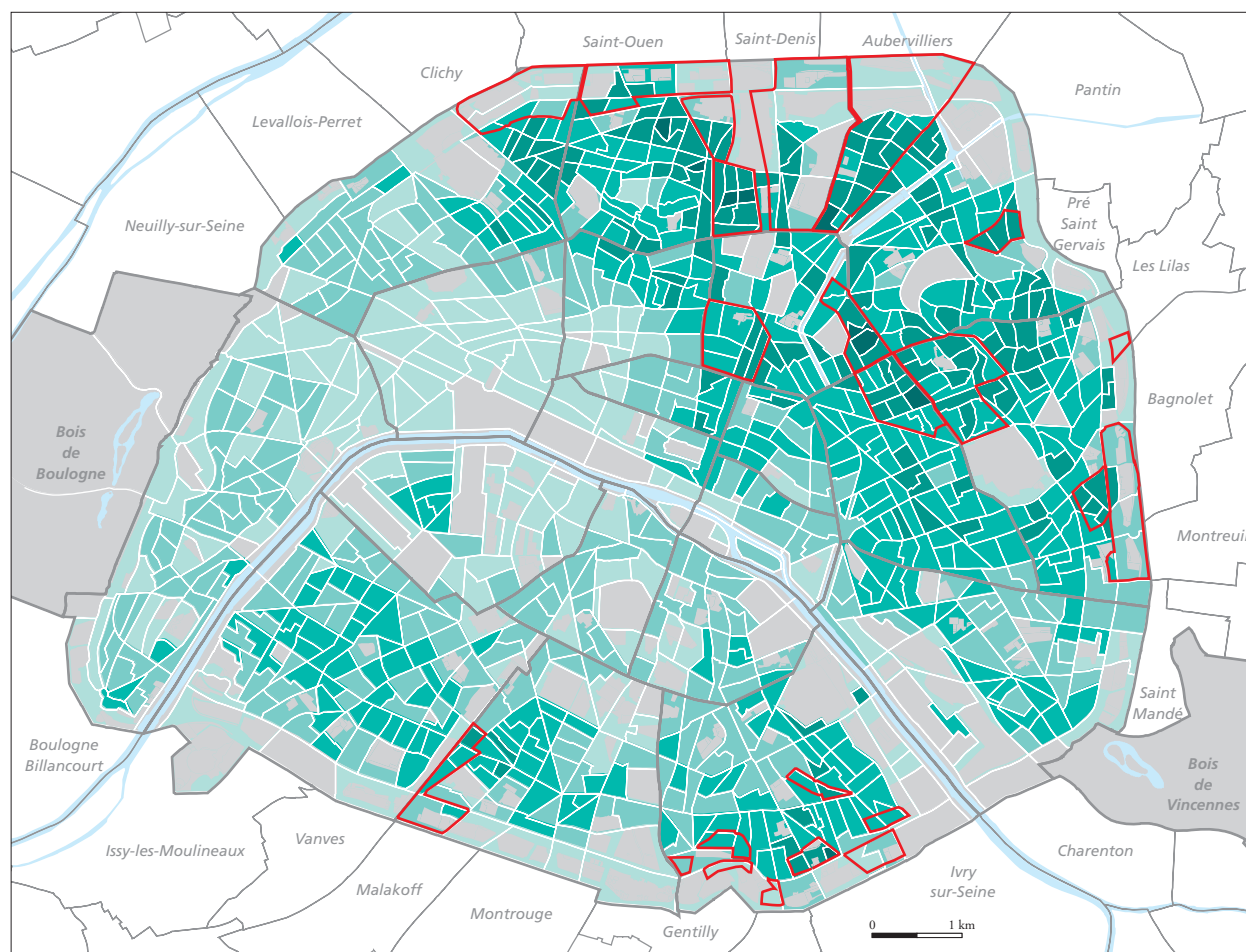 Saint-Ouen
Saint-Denis
Aubervilliers
Clichy
Pantin
Levallois-Perret
Neuilly-sur-Seine
Pré
Saint
Gervais
Les Lilas
Bagnolet
Bois
de
Boulogne
Montreuil
Saint
Mandé
Boulogne
Billancourt
Bois
de
Vincennes
Vanves
Issy-les-Moulineaux
Charenton
Malakoff
Ivry
sur-Seine
Montrouge
Gentilly
0 1 km